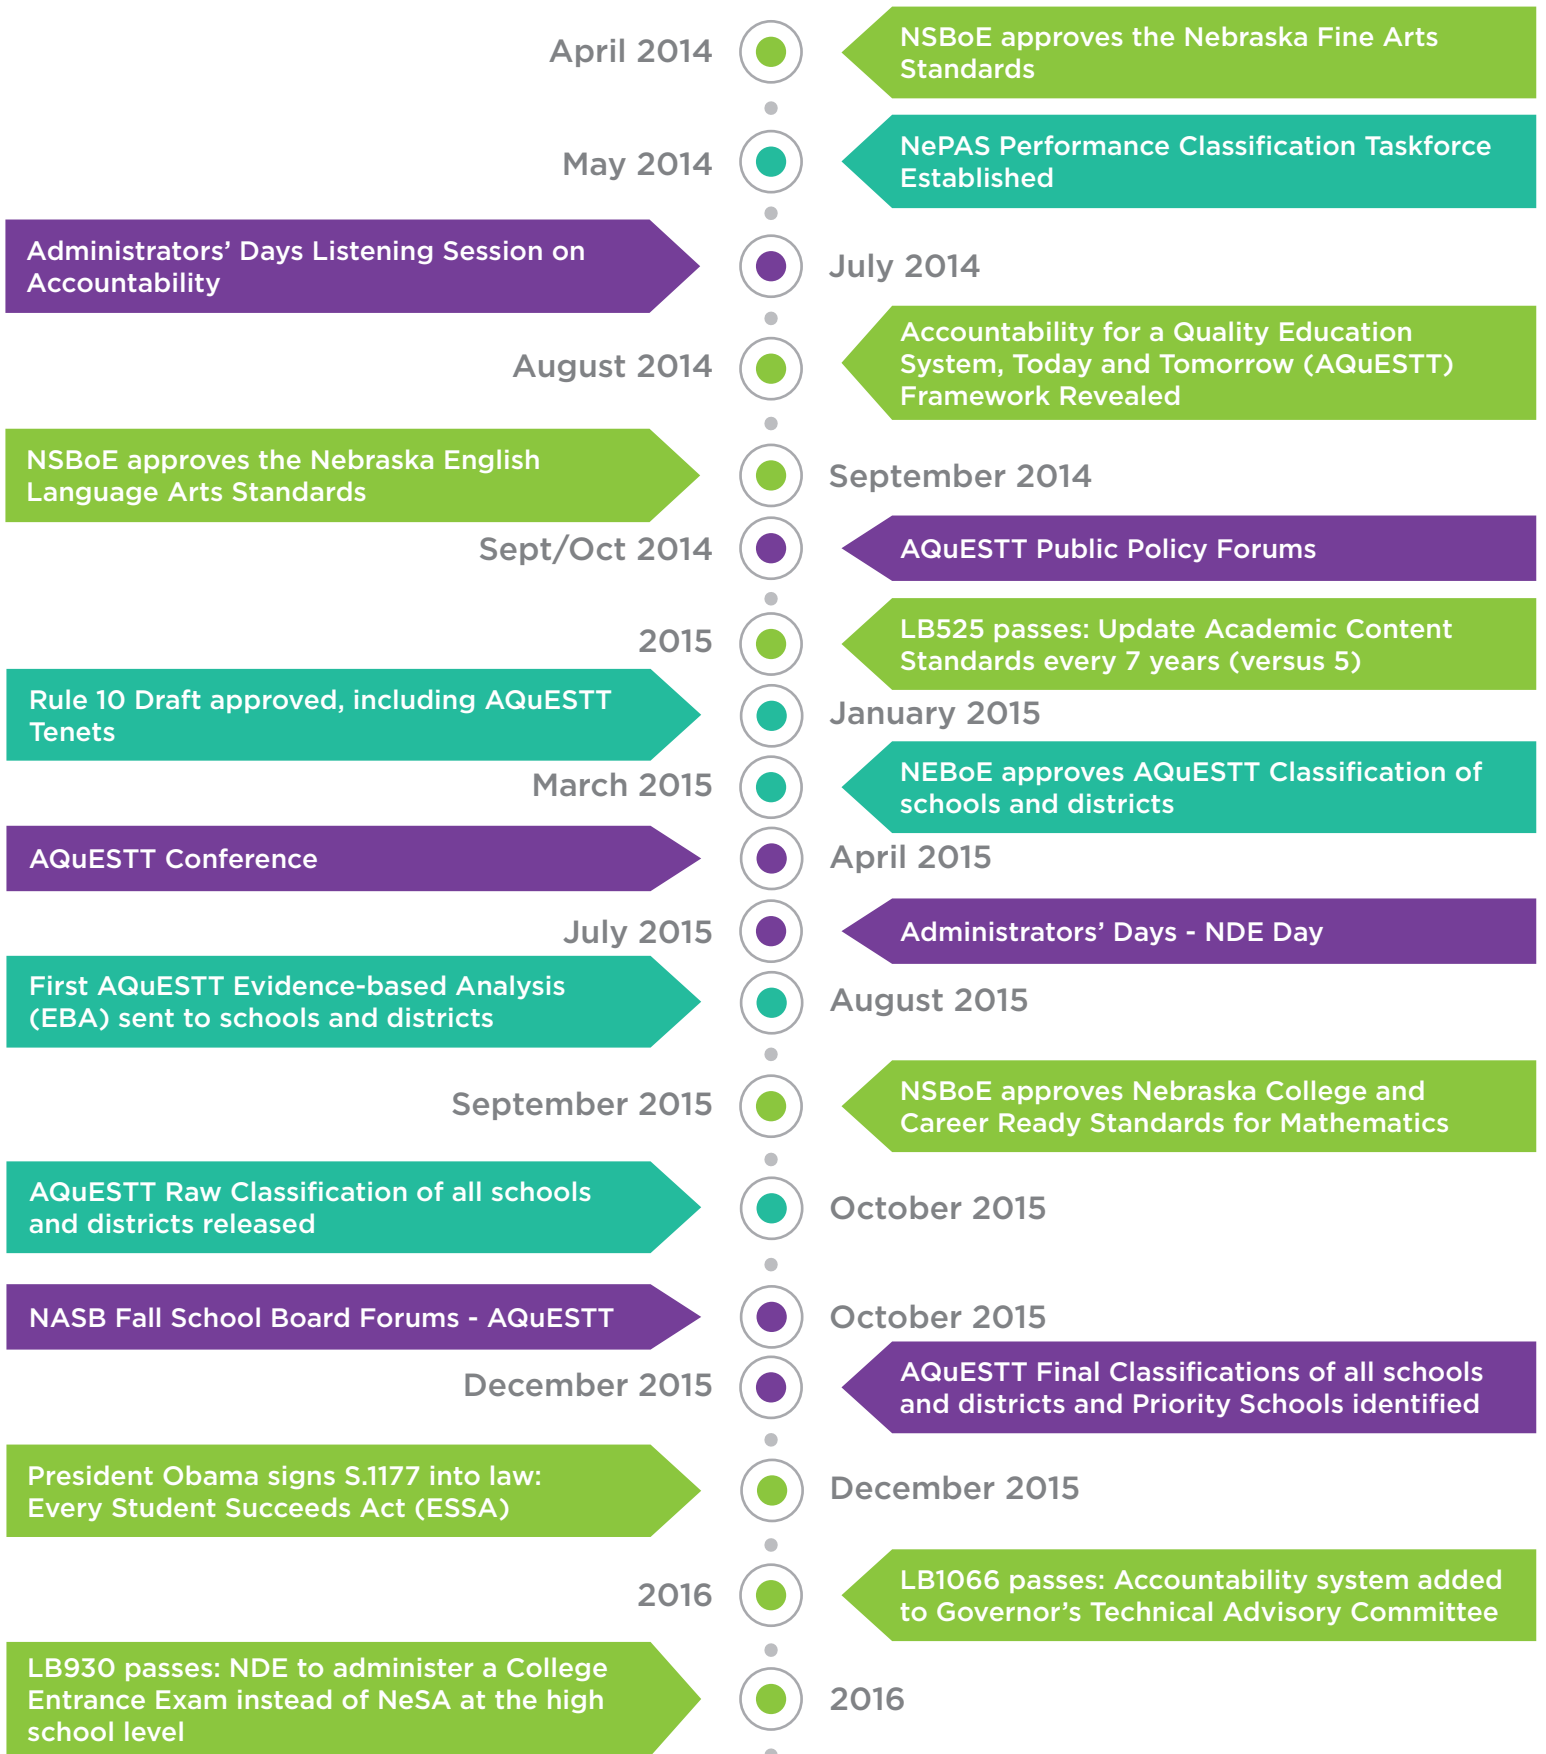 April 2014
NSBoE approves the Nebraska Fine Arts
Standards
May 2014
NePAS Performance Classification Taskforce
Established
Administrators’ Days Listening Session on
Accountability
July 2014
August 2014
Accountability for a Quality Education
System, Today and Tomorrow (AQuESTT)
Framework Revealed
NSBoE approves the Nebraska English
Language Arts Standards
September 2014
Sept/Oct 2014
AQuESTT Public Policy Forums
2015
LB525 passes: Update Academic Content
Standards every 7 years (versus 5)
Rule 10 Draft approved, including AQuESTT
Tenets
January 2015
March 2015
NEBoE approves AQuESTT Classification of
schools and districts
AQuESTT Conference
April 2015
July 2015
Administrators’ Days - NDE Day
First AQuESTT Evidence-based Analysis
(EBA) sent to schools and districts
August 2015
September 2015
NSBoE approves Nebraska College and
Career Ready Standards for Mathematics
AQuESTT Raw Classification of all schools
and districts released
October 2015
NASB Fall School Board Forums - AQuESTT
October 2015
December 2015
AQuESTT Final Classifications of all schools
and districts and Priority Schools identified
President Obama signs S.1177 into law:
Every Student Succeeds Act (ESSA)
December 2015
2016
LB1066 passes: Accountability system added
to Governor’s Technical Advisory Committee
LB930 passes: NDE to administer a College
Entrance Exam instead of NeSA at the high
school level
2016